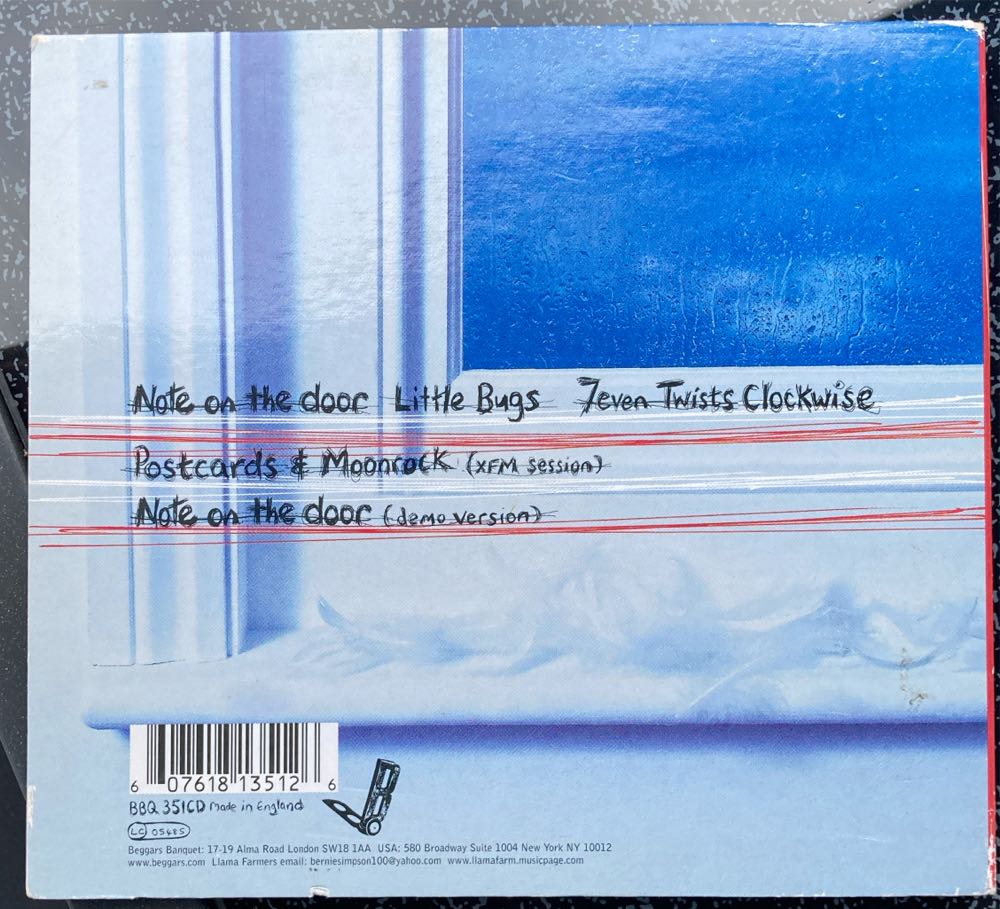 Note on the door Little Bugs 7even Twists Clockwise
Postcards & Moonrock (XFM session)
Note on the door (demo version)
6 07618 13512 6
BBQ 351CD Made in England
LC 05485
Beggars Banquet: 17-19 Alma Road London SW18 1AA USA: 580 Broadway Suite 1004 New York NY 10012
www.beggars.com Llama Farmers email: berniesimpson100@yahoo.com www.llamafarm.musicpage.com